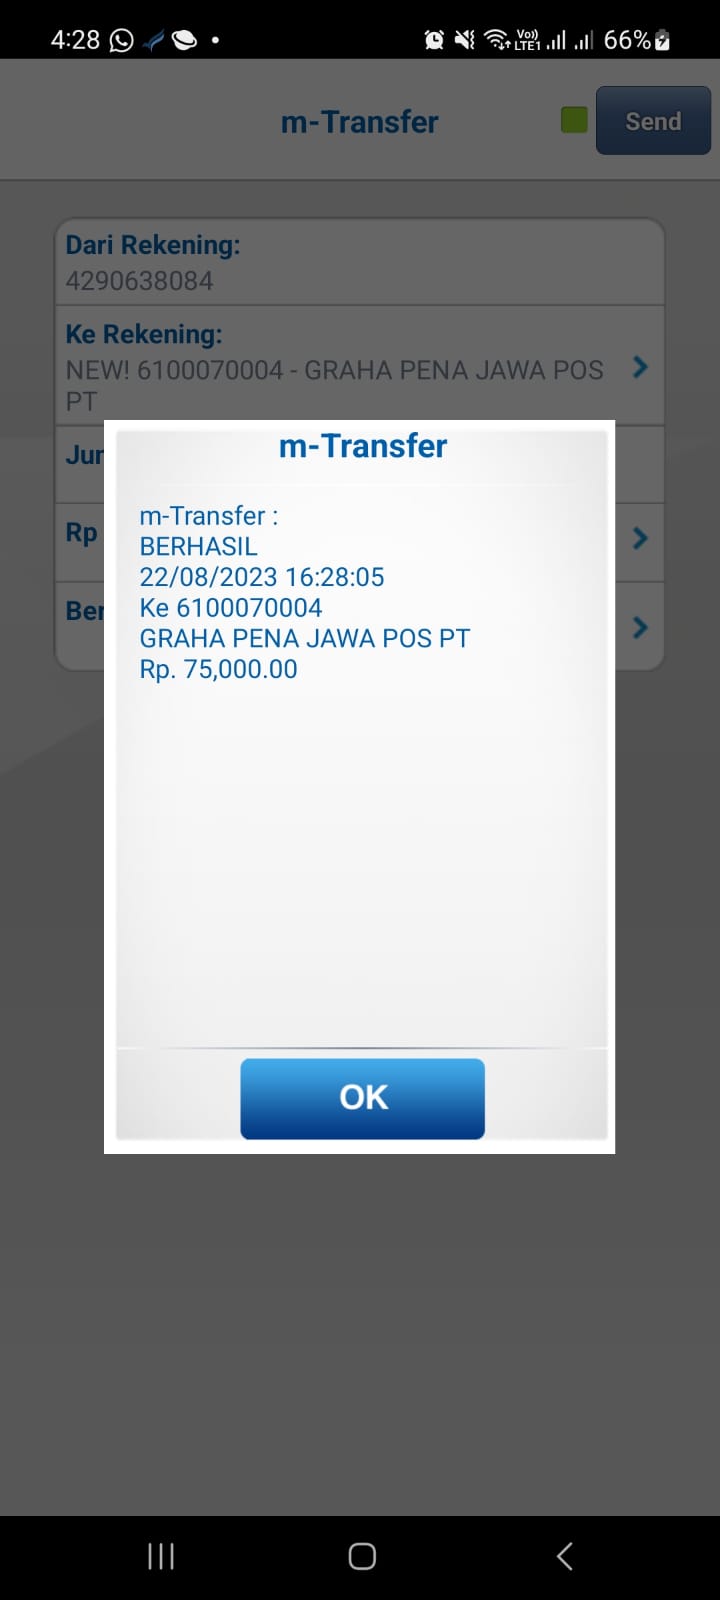 4:28
Vo))
LTE1
66%
m-Transfer
Send
Dari Rekening:
4290638084
Ke Rekening:
NEW! 6100070004 - GRAHA PENA JAWA POS
PT
Jur
Rp
Ber
m-Transfer
m-Transfer :
BERHASIL
22/08/2023 16:28:05
Ke 6100070004
GRAHA PENA JAWA POS PT
Rp. 75,000.00
OK